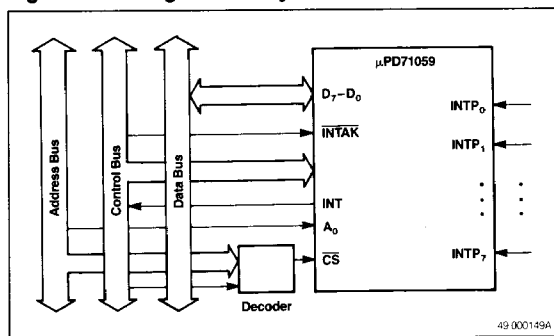 Address Bus
Control Bus
Data Bus
μPD71059
D₇–D₀
INTAK
INT
A₀
CS
Decoder
INTP₀
INTP₁
INTP₇
49 000149A